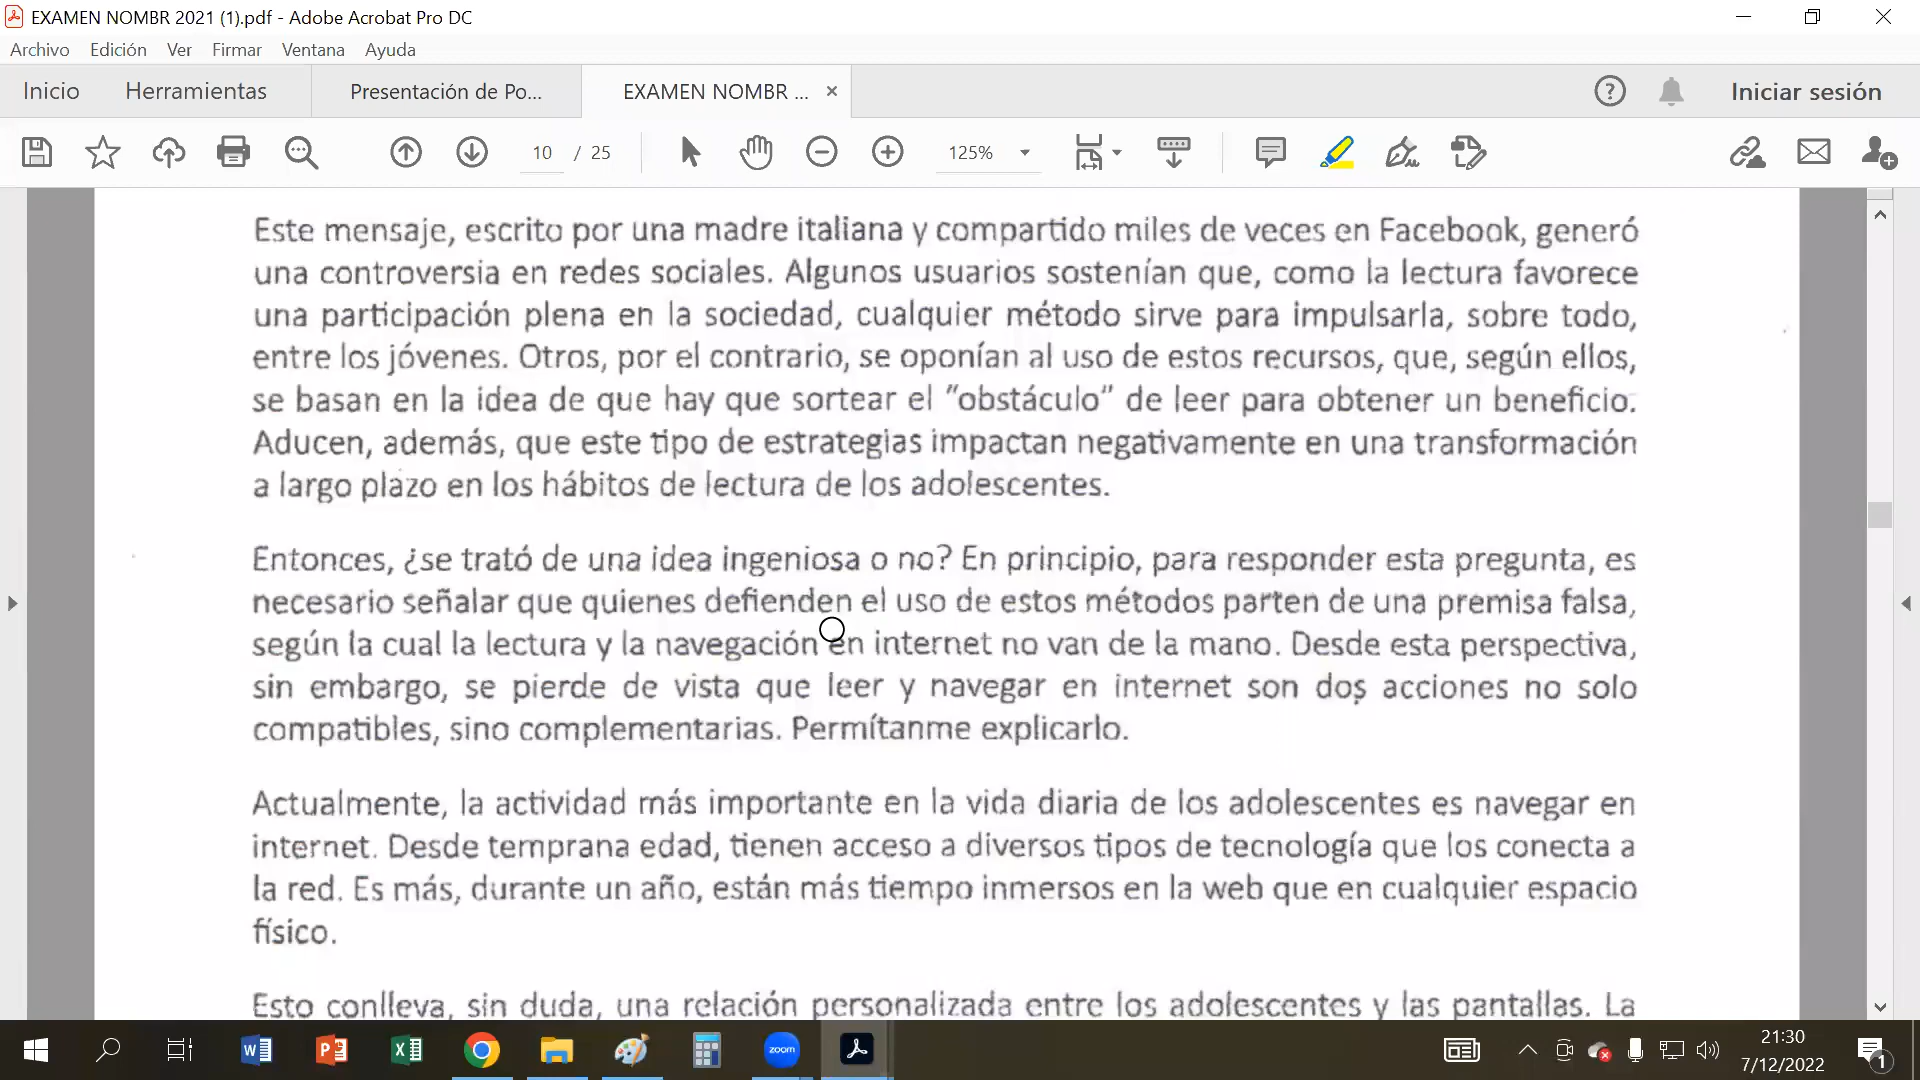 EXAMEN NOMBR 2021 (1).pdf - Adobe Acrobat Pro DC
Archivo Edición Ver Firmar Ventana Ayuda
Inicio Herramientas Presentación de Po... EXAMEN NOMBR ... × Iniciar sesión
10 / 25 125%
Este mensaje, escrito por una madre italiana y compartido miles de veces en Facebook, generó
una controversia en redes sociales. Algunos usuarios sostenían que, como la lectura favorece
una participación plena en la sociedad, cualquier método sirve para impulsarla, sobre todo,
entre los jóvenes. Otros, por el contrario, se oponían al uso de estos recursos, que, según ellos,
se basan en la idea de que hay que sortear el "obstáculo" de leer para obtener un beneficio.
Aducen, además, que este tipo de estrategias impactan negativamente en una transformación
a largo plazo en los hábitos de lectura de los adolescentes.
Entonces, ¿se trató de una idea ingeniosa o no? En principio, para responder esta pregunta, es
necesario señalar que quienes defienden el uso de estos métodos parten de una premisa falsa,
según la cual la lectura y la navegación en internet no van de la mano. Desde esta perspectiva,
sin embargo, se pierde de vista que leer y navegar en internet son dos acciones no solo
compatibles, sino complementarias. Permítanme explicarlo.
Actualmente, la actividad más importante en la vida diaria de los adolescentes es navegar en
internet. Desde temprana edad, tienen acceso a diversos tipos de tecnología que los conecta a
la red. Es más, durante un año, están más tiempo inmersos en la web que en cualquier espacio
físico.
Esto conlleva, sin duda, una relación personalizada entre los adolescentes y las pantallas. La
zoom
21:30
7/12/2022
1